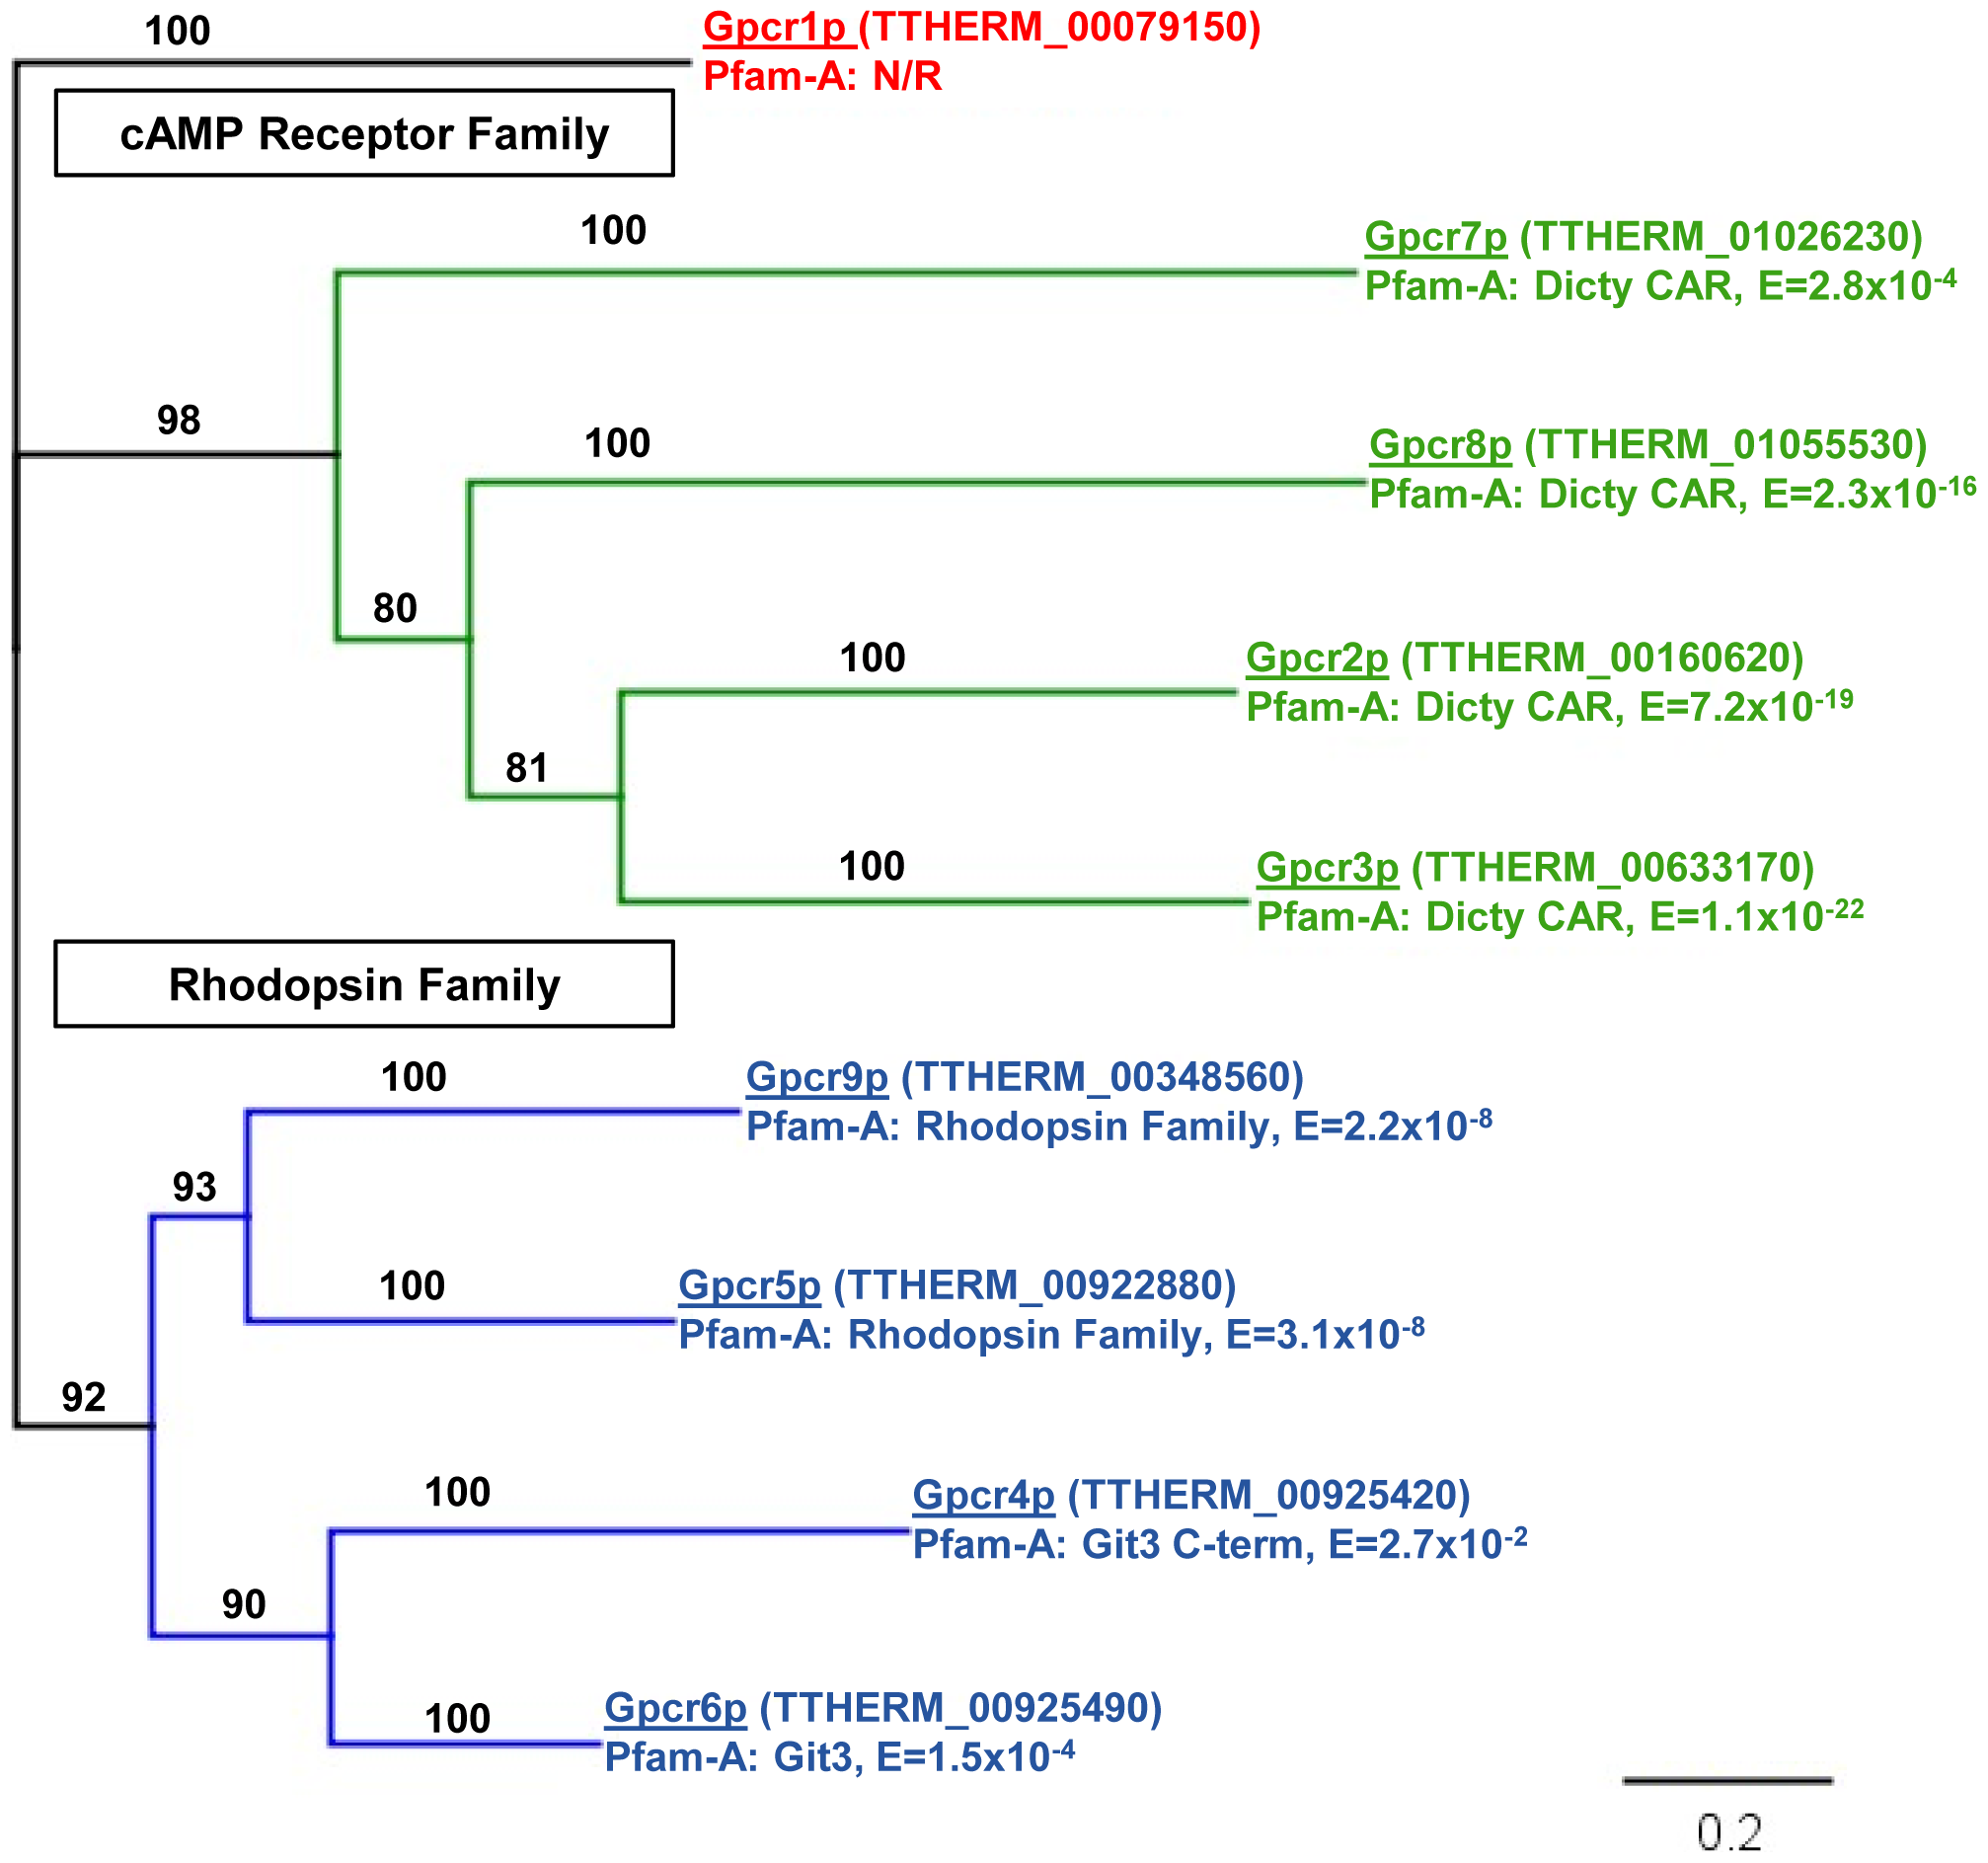 100
Gpcr1p (TTHERM_00079150)
Pfam-A: N/R
cAMP Receptor Family
100
Gpcr7p (TTHERM_01026230)
Pfam-A: Dicty CAR, E=2.8x10-4
98
100
Gpcr8p (TTHERM_01055530)
Pfam-A: Dicty CAR, E=2.3x10-16
80
100
Gpcr2p (TTHERM_00160620)
Pfam-A: Dicty CAR, E=7.2x10-19
81
100
Gpcr3p (TTHERM_00633170)
Pfam-A: Dicty CAR, E=1.1x10-22
Rhodopsin Family
100
Gpcr9p (TTHERM_00348560)
Pfam-A: Rhodopsin Family, E=2.2x10-8
93
100
Gpcr5p (TTHERM_00922880)
Pfam-A: Rhodopsin Family, E=3.1x10-8
92
100
Gpcr4p (TTHERM_00925420)
Pfam-A: Git3 C-term, E=2.7x10-2
90
100
Gpcr6p (TTHERM_00925490)
Pfam-A: Git3, E=1.5x10-4
0.2